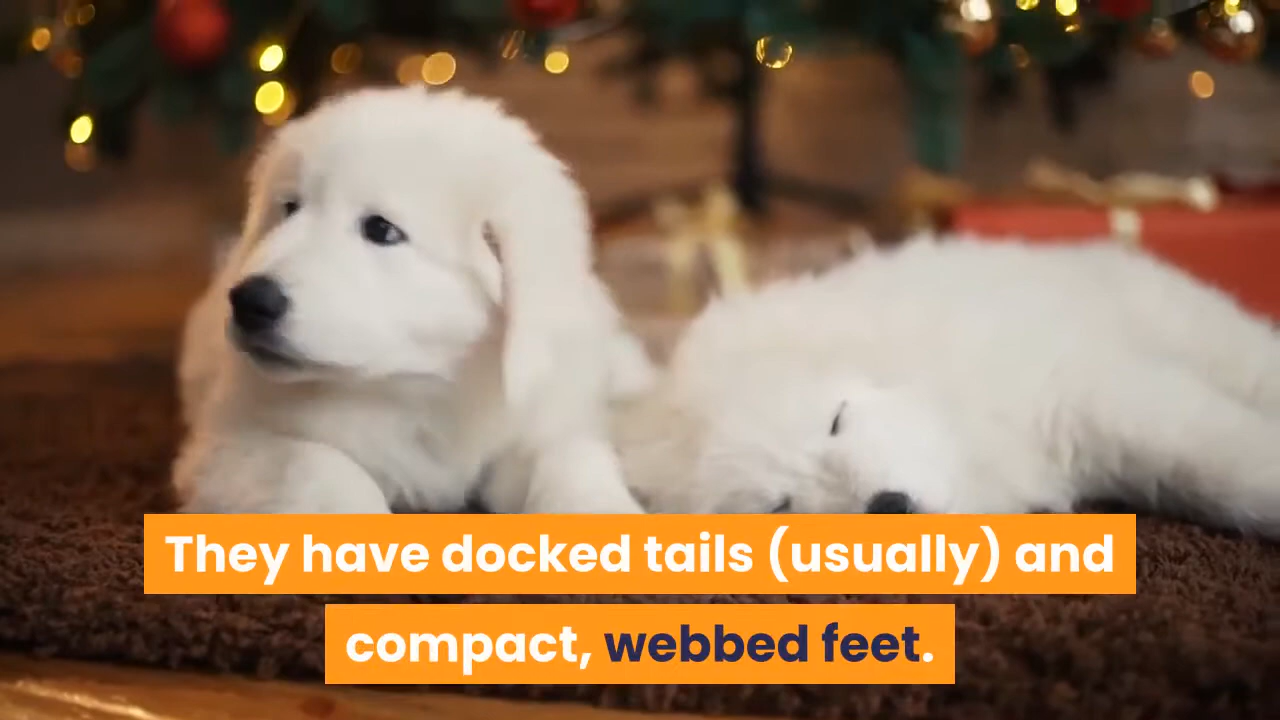 They have docked tails (usually) and
compact, webbed feet.